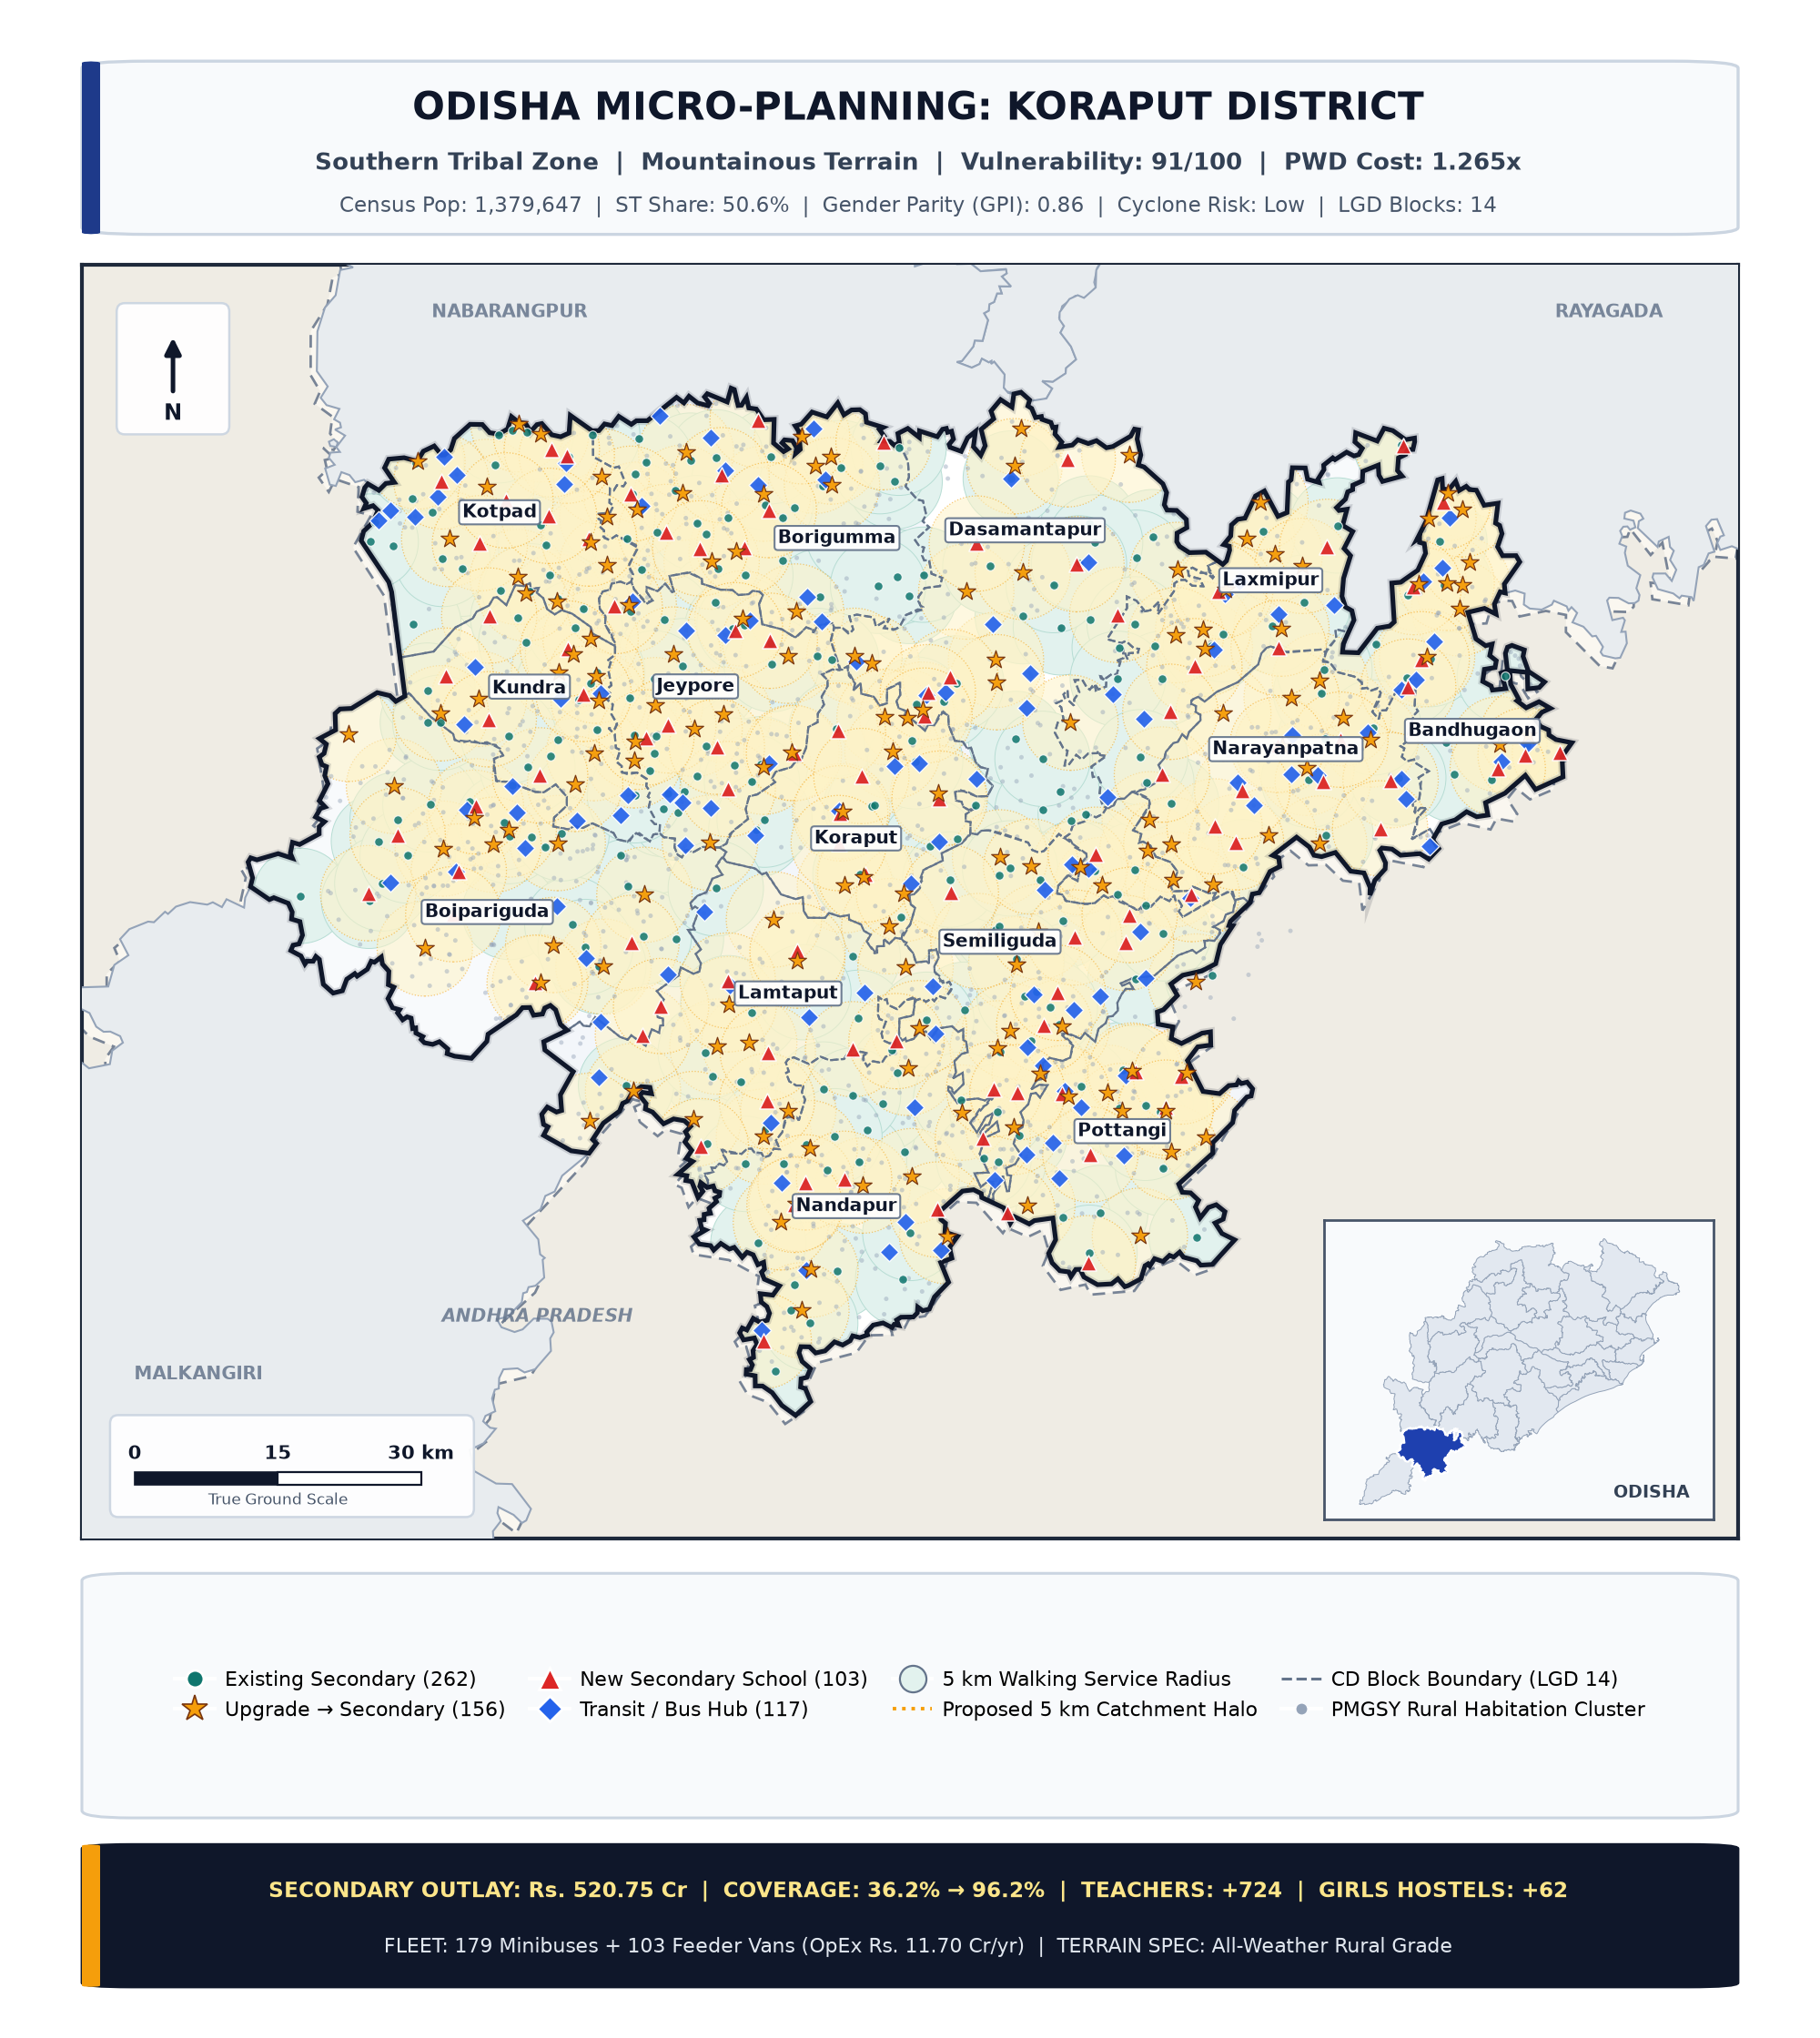 ODISHA MICRO-PLANNING: KORAPUT DISTRICT
Southern Tribal Zone | Mountainous Terrain | Vulnerability: 91/100 | PWD Cost: 1.265x
Census Pop: 1,379,647 | ST Share: 50.6% | Gender Parity (GPI): 0.86 | Cyclone Risk: Low | LGD Blocks: 14
NABARANGPUR
RAYAGADA
N
Kotpad
Borigumma
Dasamantapur
Laxmipur
Kundra
Jeypore
Narayanpatna
Bandhugaon
Koraput
Boipariguda
Semiliguda
Lamtaput
Pottangi
Nandapur
ANDHRA PRADESH
MALKANGIRI
0 15 30 km
True Ground Scale
ODISHA
Existing Secondary (262)
Upgrade → Secondary (156)
New Secondary School (103)
Transit / Bus Hub (117)
5 km Walking Service Radius
Proposed 5 km Catchment Halo
CD Block Boundary (LGD 14)
PMGSY Rural Habitation Cluster
SECONDARY OUTLAY: Rs. 520.75 Cr | COVERAGE: 36.2% → 96.2% | TEACHERS: +724 | GIRLS HOSTELS: +62
FLEET: 179 Minibuses + 103 Feeder Vans (OpEx Rs. 11.70 Cr/yr) | TERRAIN SPEC: All-Weather Rural Grade